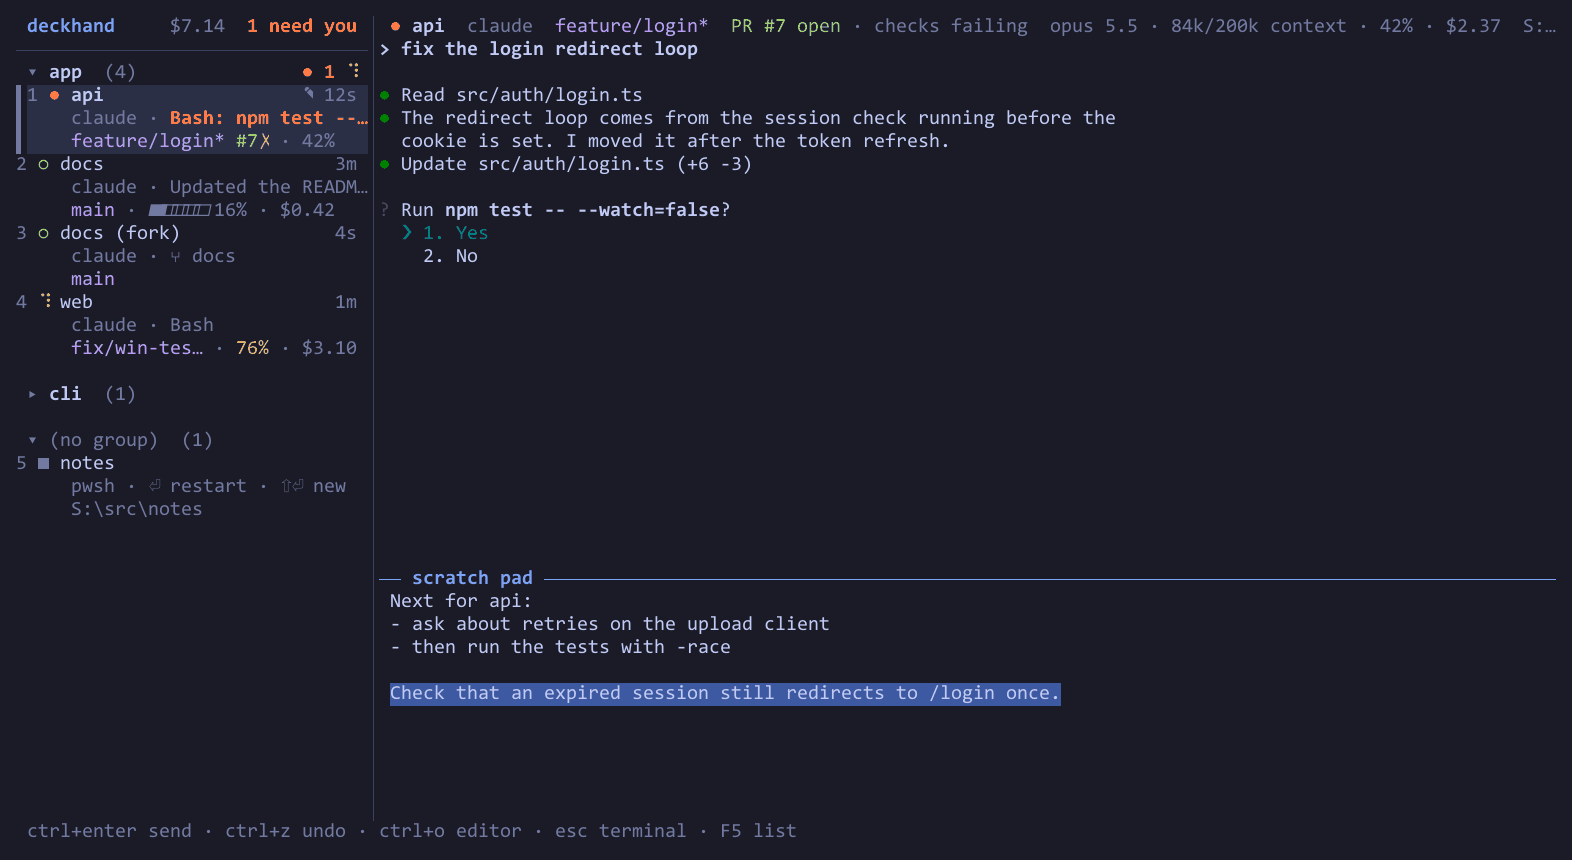 deckhand $7.14 1 need you
▾ app (4) ● 1 ⠹
1 ● api ✎ 12s
claude · Bash: npm test --…
feature/login* #7✗ · 42%
2 ○ docs 3m
claude · Updated the READM…
main · 16% · $0.42
3 ○ docs (fork) 4s
claude · ⑂ docs
main
4 ⠹ web 1m
claude · Bash
fix/win-tes… · 76% · $3.10
▸ cli (1)
▾ (no group) (1)
5 ■ notes
pwsh · ⏎ restart · ⇧⏎ new
S:\src\notes
● api claude feature/login* PR #7 open · checks failing opus 5.5 · 84k/200k context · 42% · $2.37 S:…
> fix the login redirect loop
● Read src/auth/login.ts
● The redirect loop comes from the session check running before the
cookie is set. I moved it after the token refresh.
● Update src/auth/login.ts (+6 -3)
? Run npm test -- --watch=false?
❯ 1. Yes
2. No
scratch pad
Next for api:
- ask about retries on the upload client
- then run the tests with -race
Check that an expired session still redirects to /login once.
ctrl+enter send · ctrl+z undo · ctrl+o editor · esc terminal · F5 list